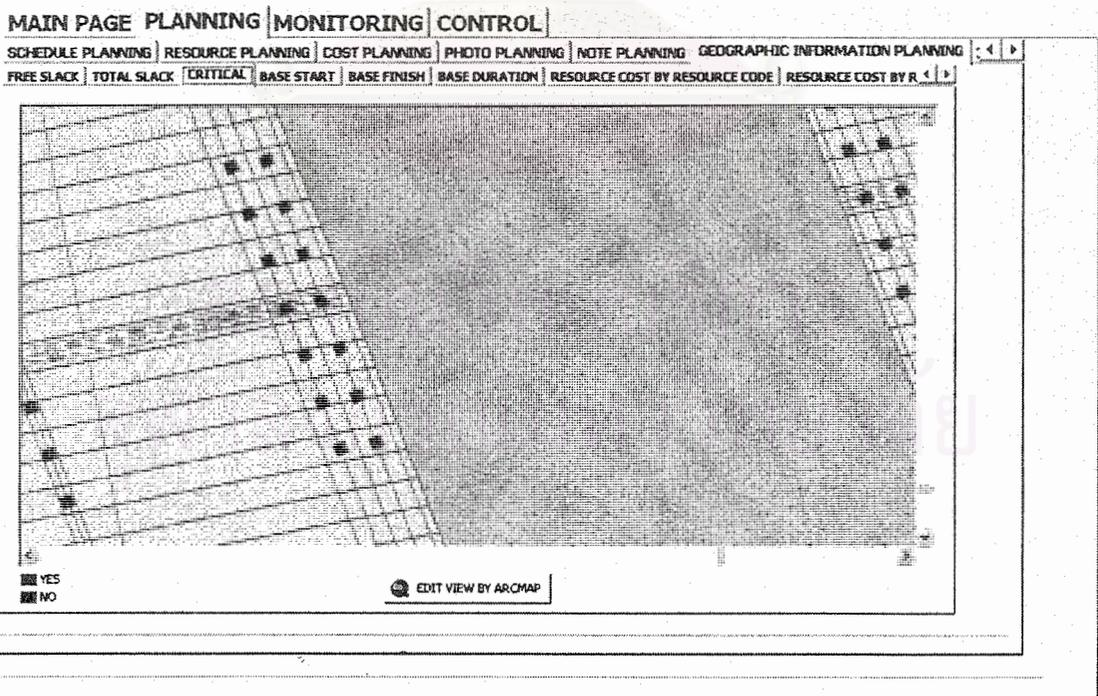 MAIN PAGE PLANNING MONITORING CONTROL
SCHEDULE PLANNING RESOURCE PLANNING COST PLANNING PHOTO PLANNING NOTE PLANNING GEOGRAPHIC INFORMATION PLANNING
FREE SLACK TOTAL SLACK CRITICAL BASE START BASE FINISH BASE DURATION RESOURCE COST BY RESOURCE CODE RESOURCE COST BY R
YES
NO
EDIT VIEW BY ARCMAP